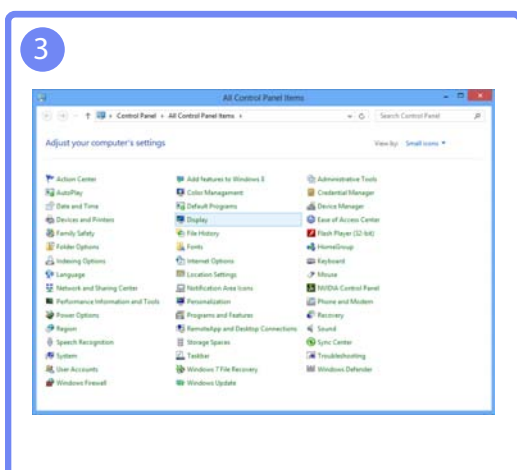 3
All Control Panel Items
Control Panel › All Control Panel Items ›
Search Control Panel
Adjust your computer's settings
View by: Small icons
Action Center
Add features to Windows 8
Administrative Tools
AutoPlay
Color Management
Credential Manager
Date and Time
Default Programs
Device Manager
Devices and Printers
Display
Ease of Access Center
Family Safety
File History
Flash Player (32-bit)
Folder Options
Fonts
HomeGroup
Indexing Options
Internet Options
Keyboard
Language
Location Settings
Mouse
Network and Sharing Center
Notification Area Icons
NVIDIA Control Panel
Performance Information and Tools
Personalization
Phone and Modem
Power Options
Programs and Features
Recovery
Region
RemoteApp and Desktop Connections
Sound
Speech Recognition
Storage Spaces
Sync Center
System
Taskbar
Troubleshooting
User Accounts
Windows 7 File Recovery
Windows Defender
Windows Firewall
Windows Update